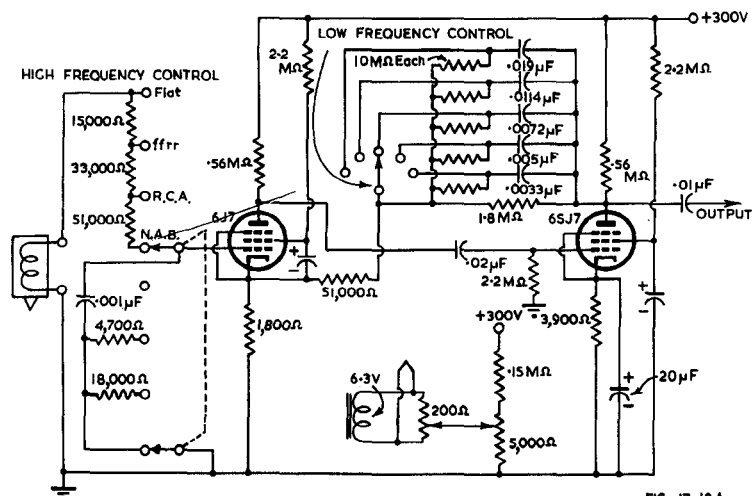 +300V
LOW FREQUENCY CONTROL
2·2
MΩ
10MΩ Each
·019µF
2·2MΩ
HIGH FREQUENCY CONTROL
Flat
15,000Ω
·0114µF
ffrr
·0072µF
33,000Ω
·56MΩ
·56
MΩ
·005µF
R.C.A.
·0033µF
·01µF
51,000Ω
N.A.B.
6J7
1·8MΩ
6SJ7
OUTPUT
+
-
·02µF
·001µF
51,000Ω
2·2MΩ
+
-
4,700Ω
1,800Ω
+300V
3,900Ω
·15MΩ
18,000Ω
6·3V
+
-
20µF
200Ω
5,000Ω